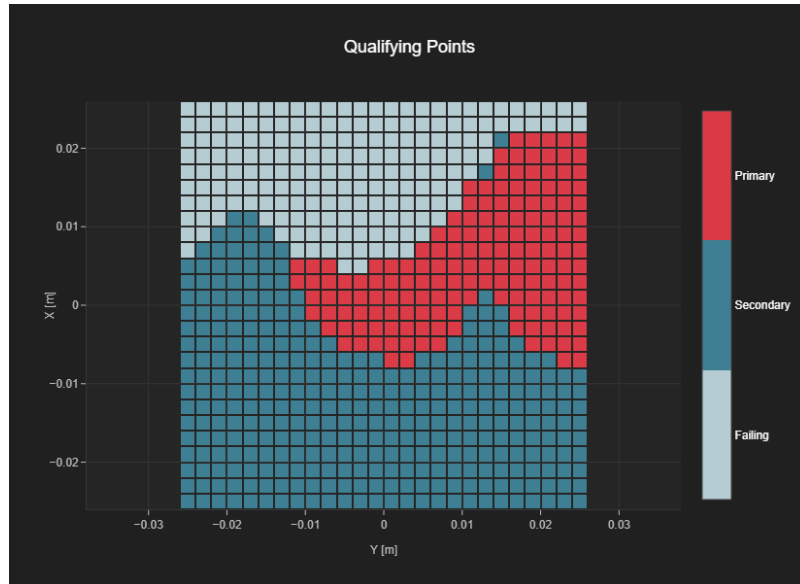 Qualifying Points
Primary
0.02
0.01
Secondary
X [m]
0
−0.01
Failing
−0.02
−0.03
−0.02
−0.01
0
0.01
0.02
0.03
Y [m]